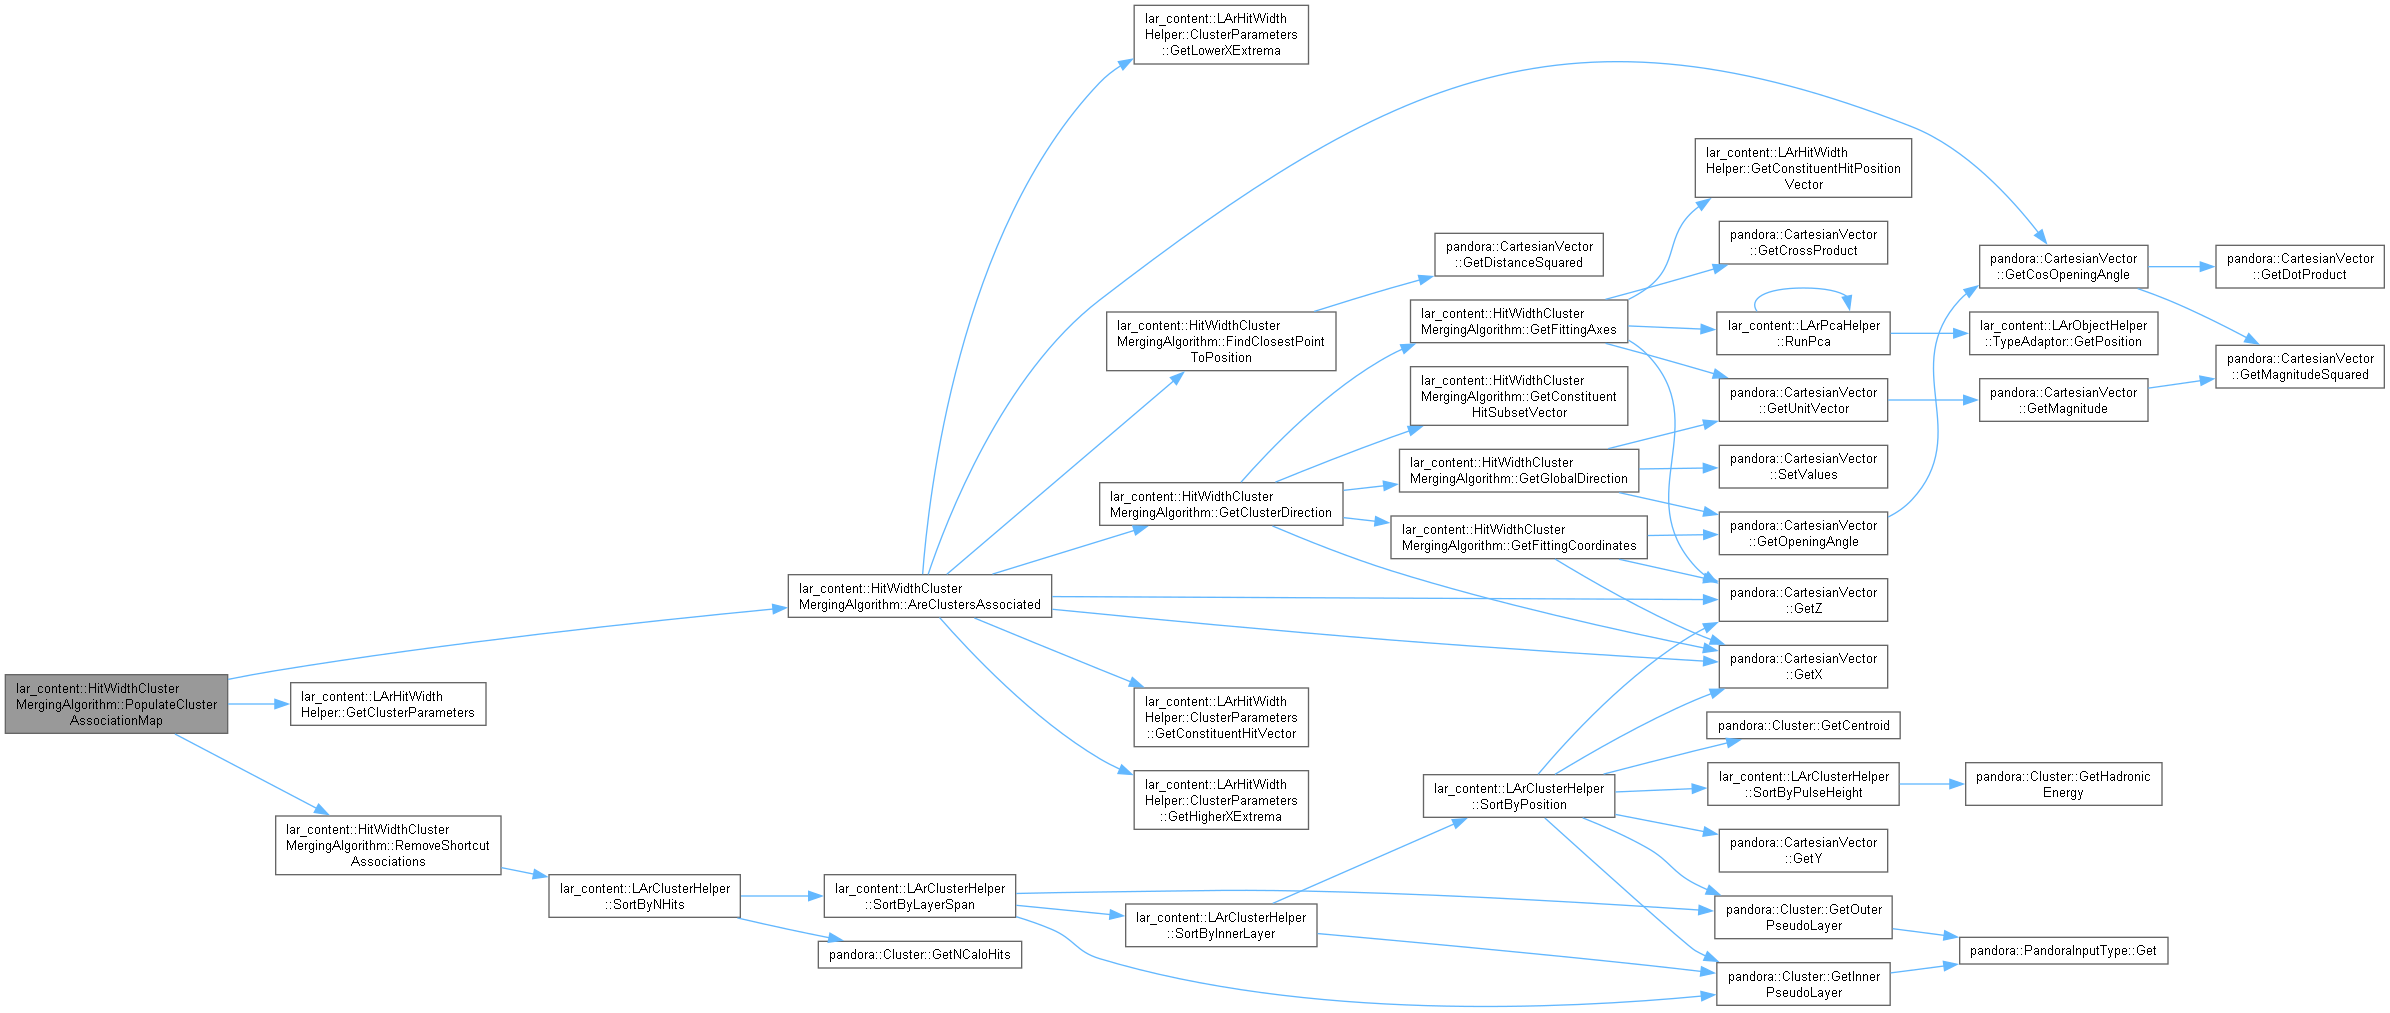 lar_content::HitWidthCluster
MergingAlgorithm::PopulateCluster
AssociationMap
lar_content::HitWidthCluster
MergingAlgorithm::AreClustersAssociated
lar_content::LArHitWidth
Helper::ClusterParameters
::GetLowerXExtrema
pandora::CartesianVector
::GetCosOpeningAngle
pandora::CartesianVector
::GetDotProduct
pandora::CartesianVector
::GetMagnitudeSquared
lar_content::HitWidthCluster
MergingAlgorithm::FindClosestPoint
ToPosition
pandora::CartesianVector
::GetDistanceSquared
lar_content::HitWidthCluster
MergingAlgorithm::GetClusterDirection
lar_content::HitWidthCluster
MergingAlgorithm::GetFittingAxes
lar_content::LArHitWidth
Helper::GetConstituentHitPosition
Vector
pandora::CartesianVector
::GetCrossProduct
lar_content::LArPcaHelper
::RunPca
lar_content::LArObjectHelper
::TypeAdaptor::GetPosition
pandora::CartesianVector
::GetUnitVector
pandora::CartesianVector
::GetMagnitude
lar_content::HitWidthCluster
MergingAlgorithm::GetConstituent
HitSubsetVector
lar_content::HitWidthCluster
MergingAlgorithm::GetGlobalDirection
pandora::CartesianVector
::SetValues
pandora::CartesianVector
::GetOpeningAngle
lar_content::HitWidthCluster
MergingAlgorithm::GetFittingCoordinates
pandora::CartesianVector
::GetZ
pandora::CartesianVector
::GetX
lar_content::LArHitWidth
Helper::ClusterParameters
::GetConstituentHitVector
lar_content::LArHitWidth
Helper::ClusterParameters
::GetHigherXExtrema
lar_content::LArHitWidth
Helper::GetClusterParameters
lar_content::HitWidthCluster
MergingAlgorithm::RemoveShortcut
Associations
lar_content::LArClusterHelper
::SortByNHits
lar_content::LArClusterHelper
::SortByLayerSpan
pandora::Cluster::GetNCaloHits
lar_content::LArClusterHelper
::SortByInnerLayer
lar_content::LArClusterHelper
::SortByPosition
pandora::Cluster::GetCentroid
lar_content::LArClusterHelper
::SortByPulseHeight
pandora::Cluster::GetHadronic
Energy
pandora::CartesianVector
::GetY
pandora::Cluster::GetOuter
PseudoLayer
pandora::Cluster::GetInner
PseudoLayer
pandora::PandoraInputType::Get